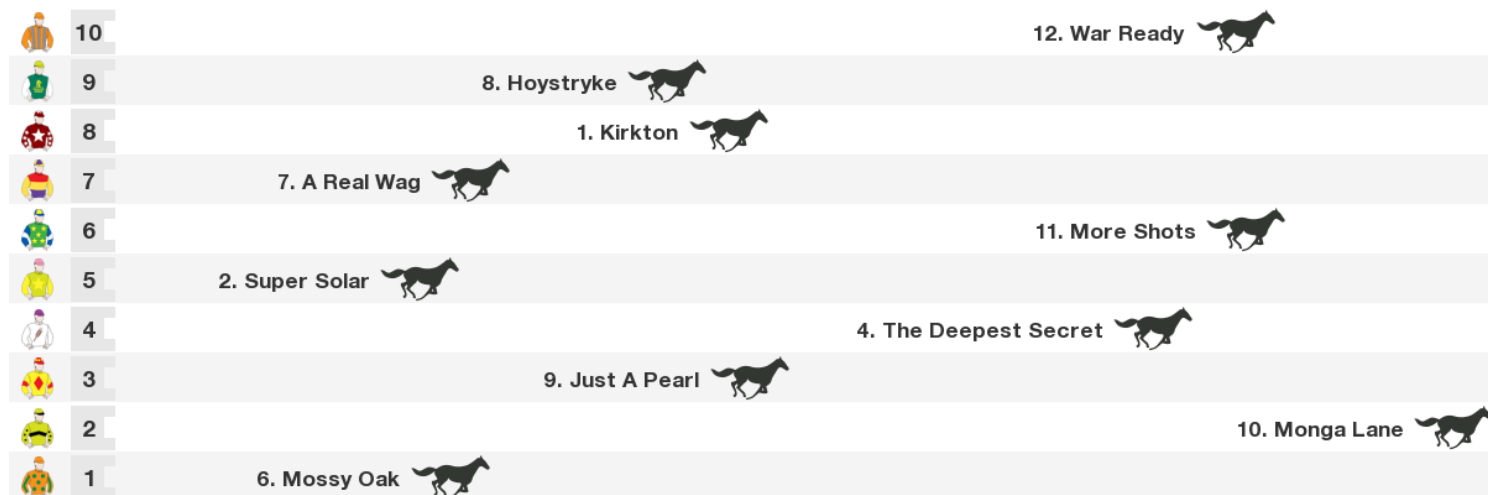 10 12. War Ready
9 8. Hoystryke
8 1. Kirkton
7 7. A Real Wag
6 11. More Shots
5 2. Super Solar
4 4. The Deepest Secret
3 9. Just A Pearl
2 10. Monga Lane
1 6. Mossy Oak